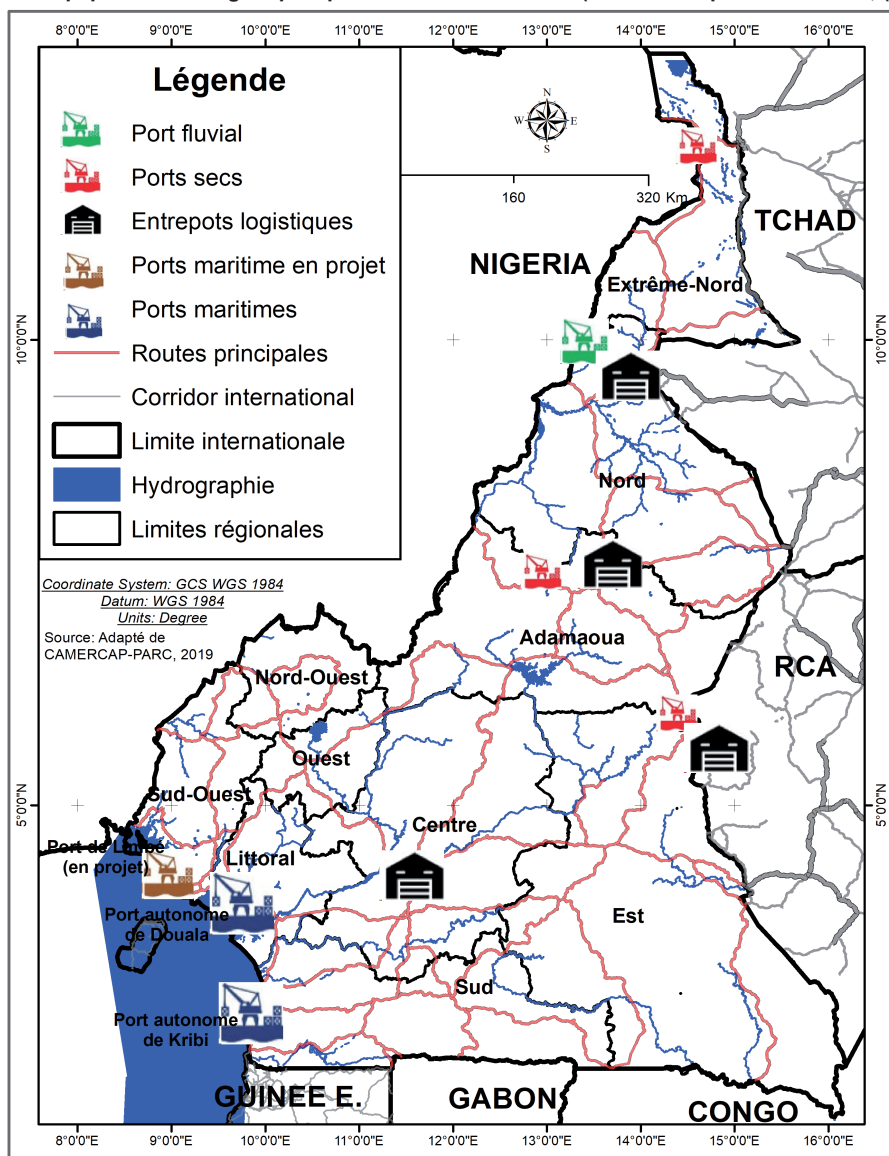 8°0'0"E 9°0'0"E 10°0'0"E 11°0'0"E 12°0'0"E 13°0'0"E 14°0'0"E 15°0'0"E 16°0'0"E
Légende
Port fluvial
Ports secs
Entrepots logistiques
Ports maritime en projet
Ports maritimes
Routes principales
Corridor international
Limite internationale
Hydrographie
Limites régionales
N
W E
S
160 320 Km
TCHAD
NIGERIA
Extrême-Nord
10°0'0"N 10°0'0"N
Nord
Coordinate System: GCS WGS 1984
Datum: WGS 1984
Units: Degree
Source: Adapté de
CAMERCAP-PARC, 2019
Adamaoua
RCA
Nord-Ouest
Ouest
Sud-Ouest
5°0'0"N 5°0'0"N
Centre
Port de Limbé
(en projet)
Littoral
Port autonome
de Douala
Est
Sud
Port autonome
de Kribi
GUINEE E.
GABON
CONGO
8°0'0"E 9°0'0"E 10°0'0"E 11°0'0"E 12°0'0"E 13°0'0"E 14°0'0"E 15°0'0"E 16°0'0"E